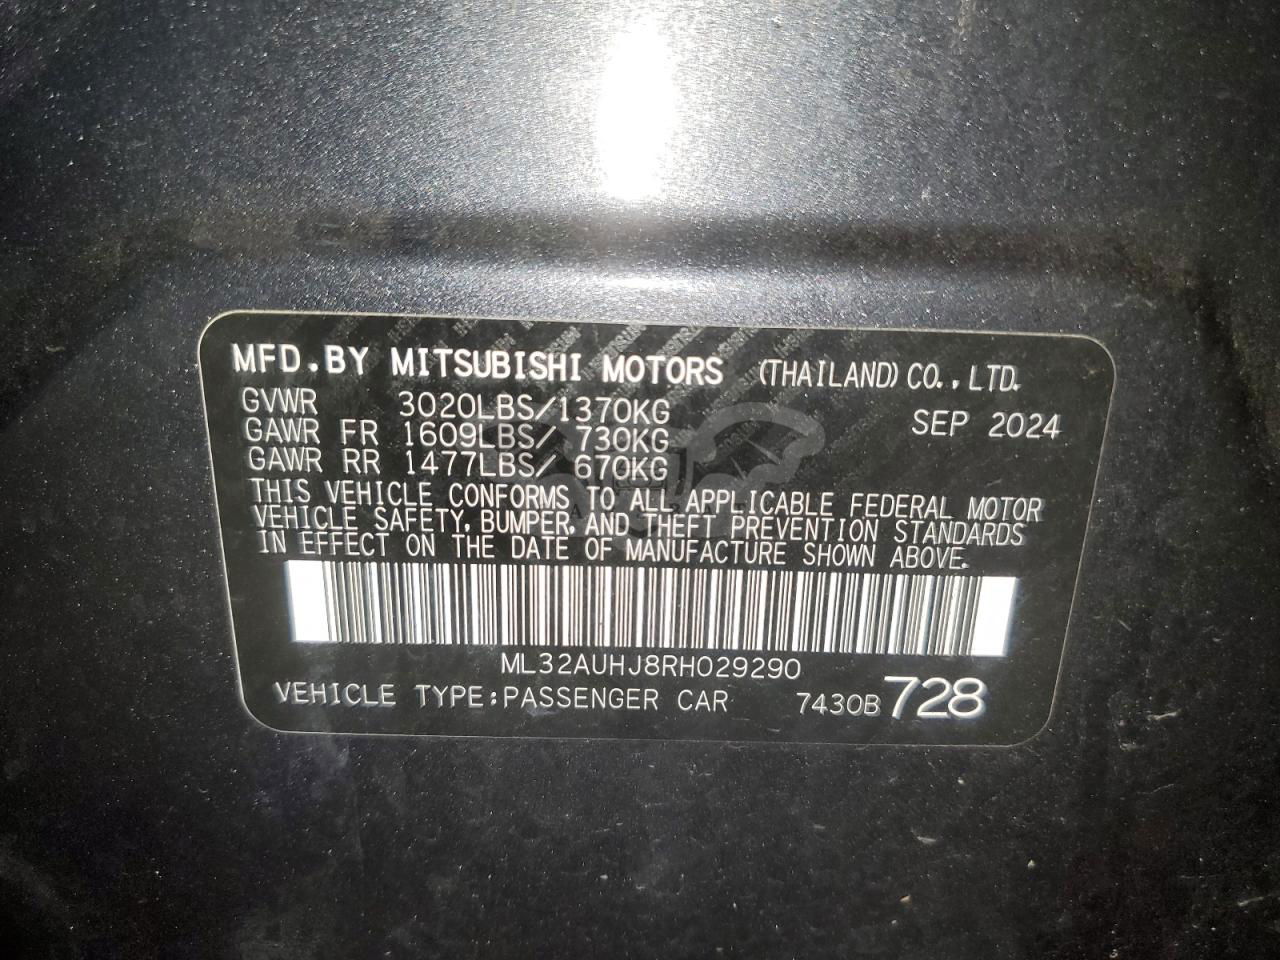 MFD.BY MITSUBISHI MOTORS (THAILAND) CO.,LTD.
GVWR 3020LBS/1370KG SEP 2024
GAWR FR 1609LBS/ 730KG
GAWR RR 1477LBS/ 670KG
THIS VEHICLE CONFORMS TO ALL APPLICABLE FEDERAL MOTOR
VEHICLE SAFETY, BUMPER, AND THEFT PREVENTION STANDARDS
IN EFFECT ON THE DATE OF MANUFACTURE SHOWN ABOVE.
ML32AUHJ8RH029290
VEHICLE TYPE:PASSENGER CAR 7430B 728